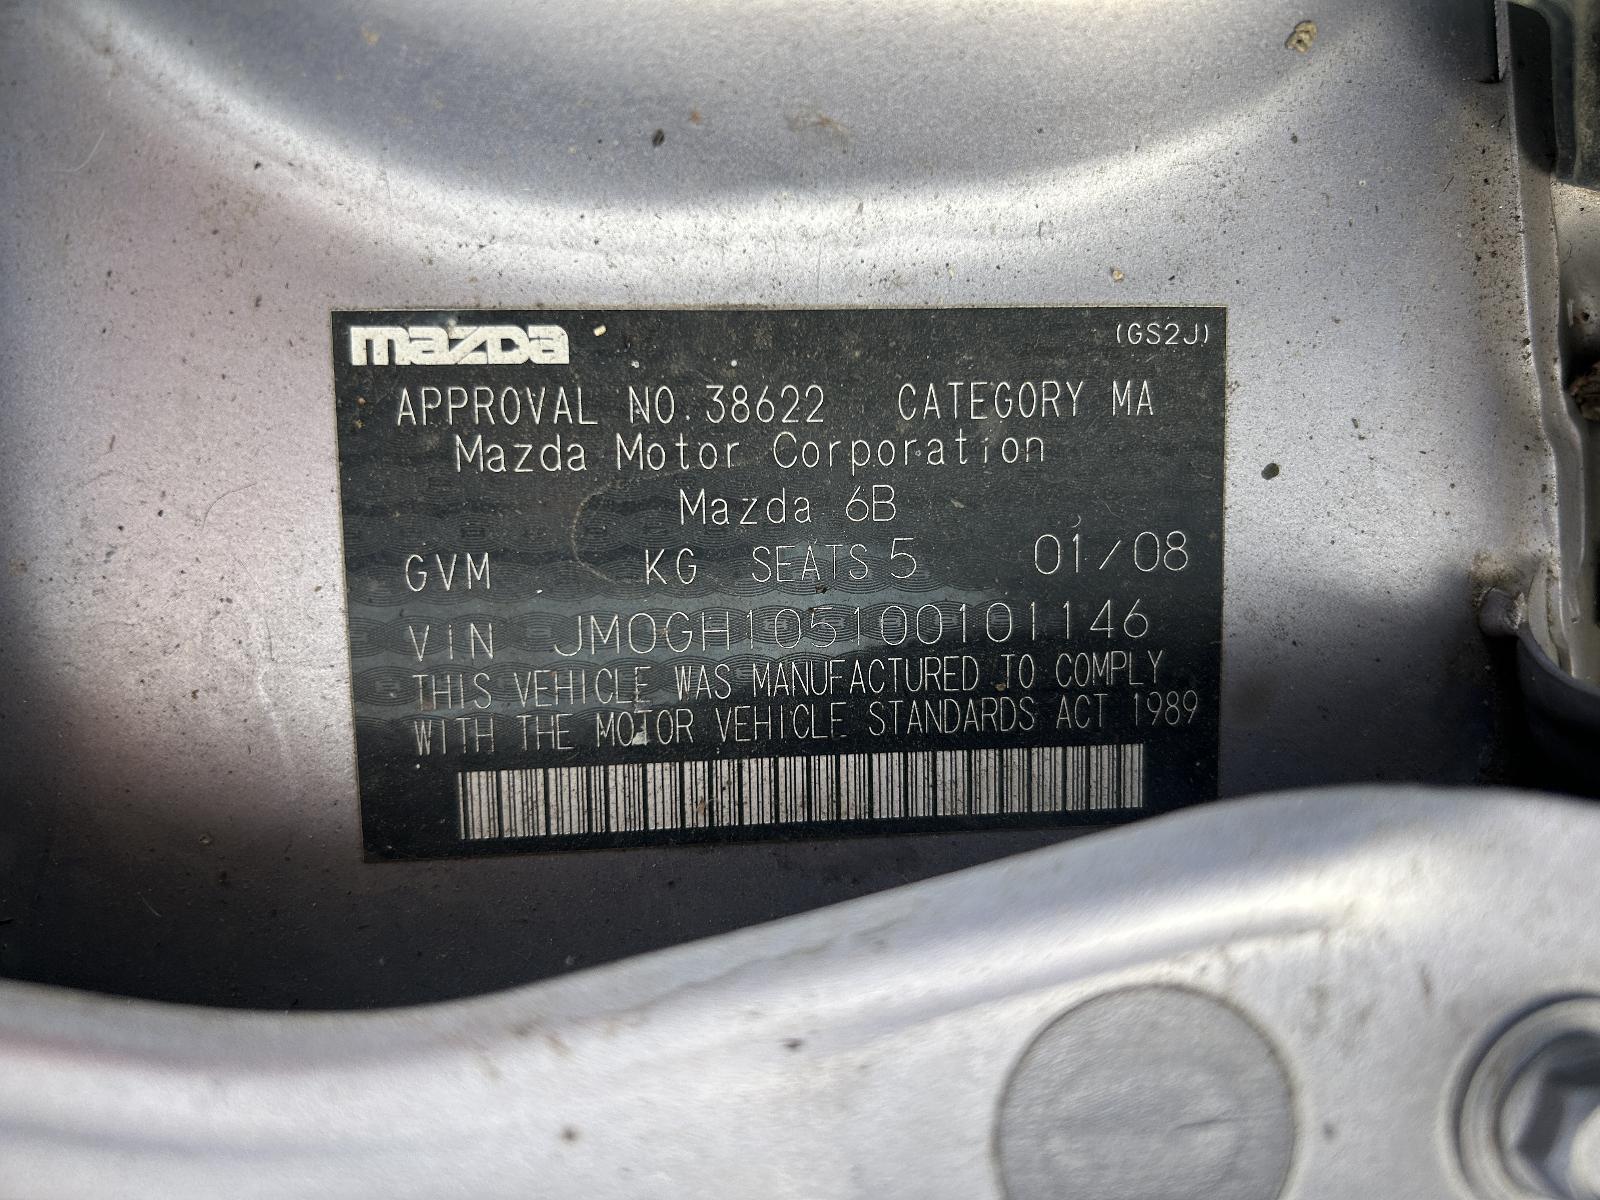 mazda
(GS2J)
APPROVAL NO.38622 CATEGORY MA
Mazda Motor Corporation
Mazda 6B
GVM KG SEATS 5 01/08
ViN JM0GH105100101146
THIS VEHICLE WAS MANUFACTURED TO COMPLY
WITH THE MOTOR VEHICLE STANDARDS ACT 1989